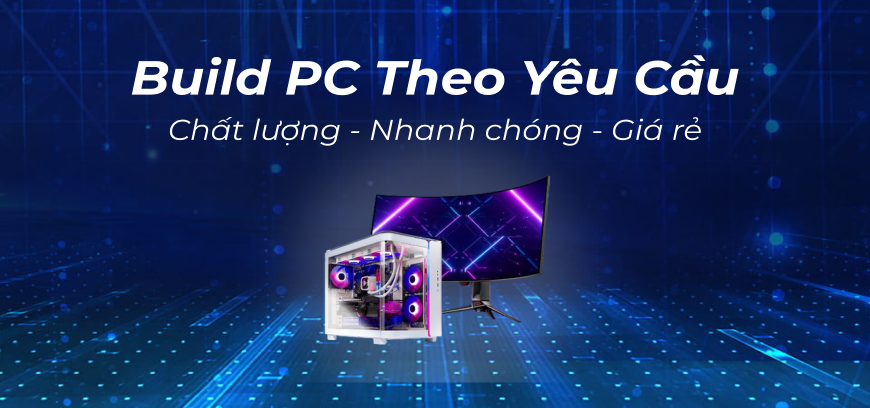 Build PC Theo Yêu Cầu
Chất lượng - Nhanh chóng - Giá rẻ